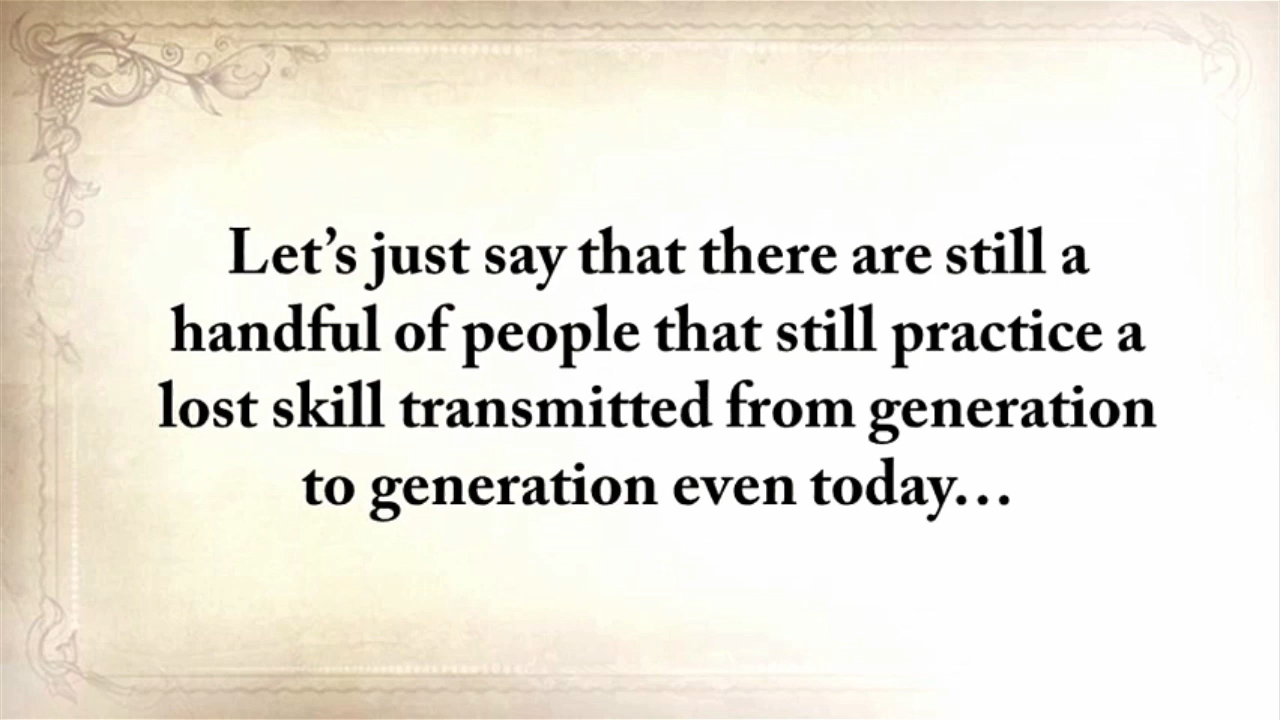 Let’s just say that there are still a
handful of people that still practice a
lost skill transmitted from generation
to generation even today…